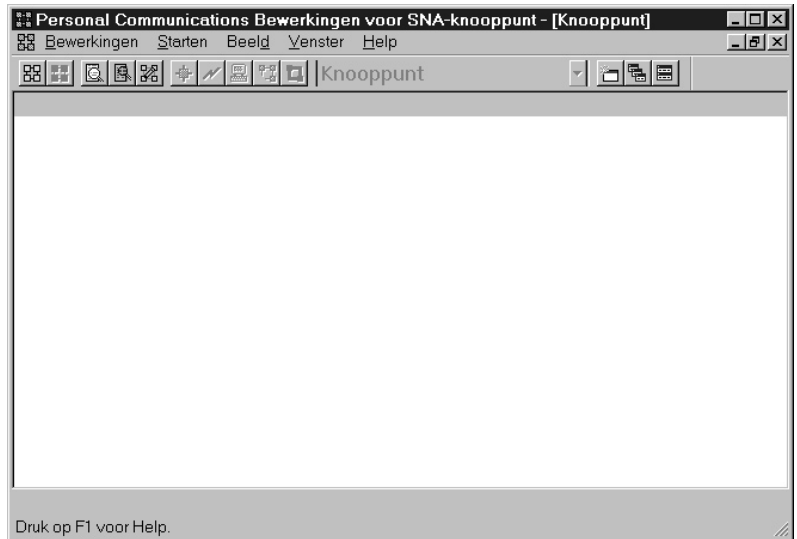 Personal Communications Bewerkingen voor SNA-knooppunt - [Knooppunt]
Bewerkingen Starten Beeld Venster Help
Knooppunt
Druk op F1 voor Help.